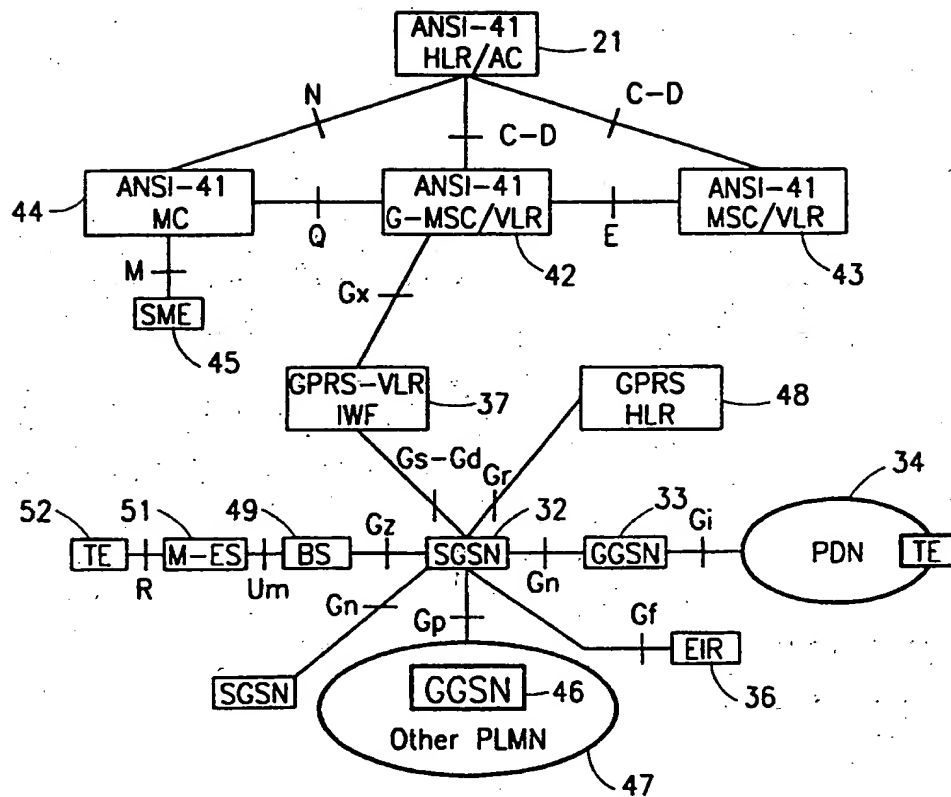 ANSI-41
HLR/AC
21
N
C-D
C-D
44
ANSI-41
MC
ANSI-41
G-MSC/VLR
ANSI-41
MSC/VLR
Q
E
42
43
M
SME
45
Gx
GPRS-VLR
IWF
37
GPRS
HLR
48
Gs-Gd
Gr
34
52
51
49
32
33
TE
R
M-ES
Um
BS
Gz
SGSN
Gn
GGSN
Gi
PDN
TE
Gn
Gp
Gf
EIR
36
SGSN
GGSN
46
Other PLMN
47